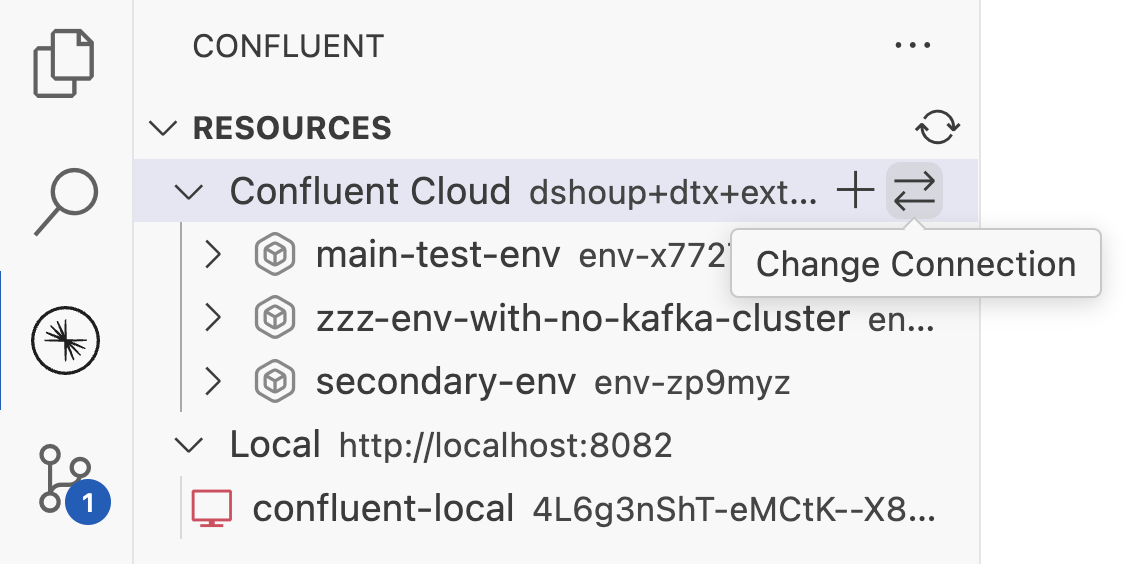 CONFLUENT
RESOURCES
Confluent Cloud dshoup+dtx+ext...
main-test-env env-x772
Change Connection
zzz-env-with-no-kafka-cluster en...
secondary-env env-zp9myz
Local http://localhost:8082
1
confluent-local 4L6g3nShT-eMCtK--X8...